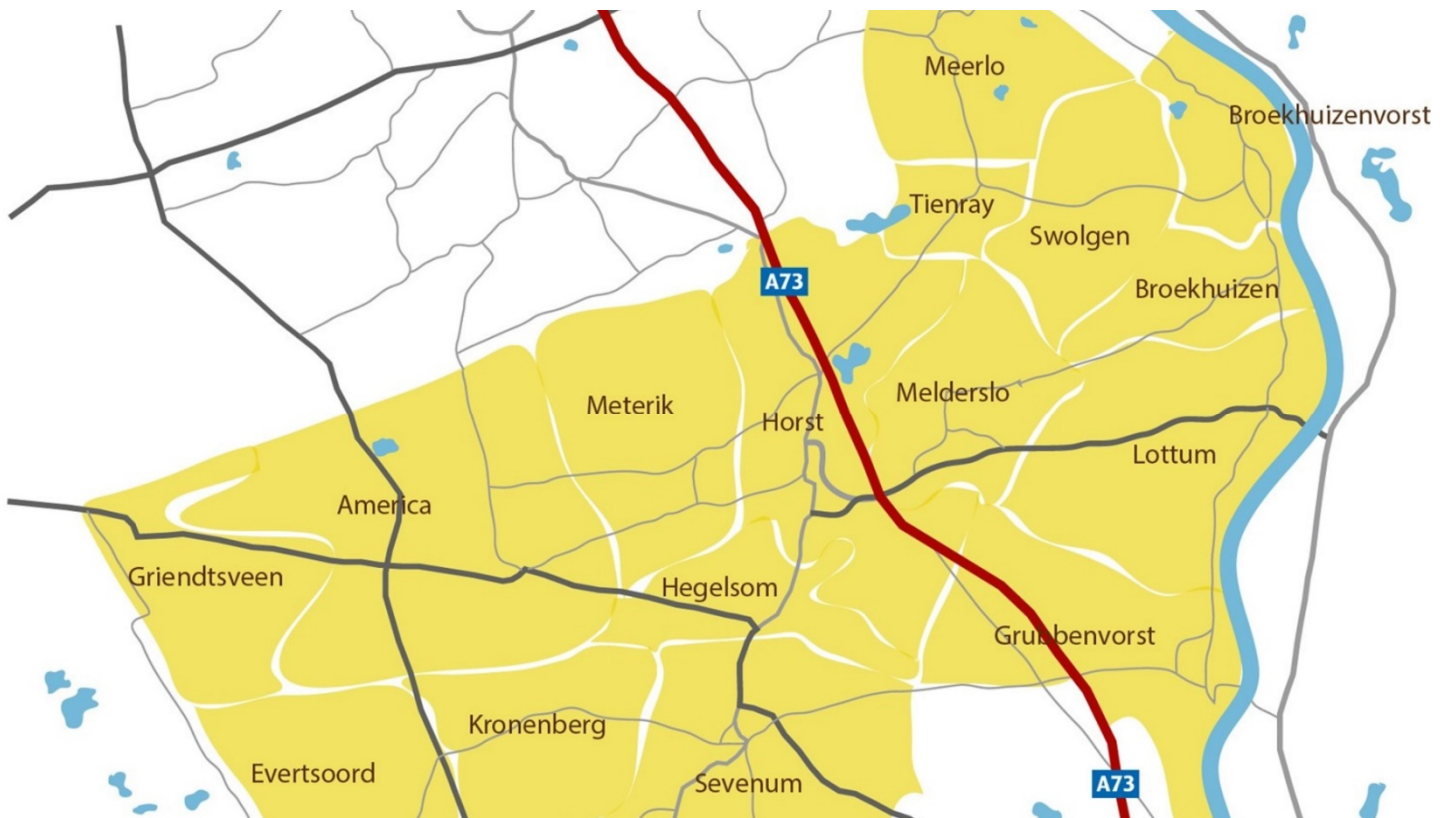 Meerlo
Broekhuizenvorst
Tienray
Swolgen
A73
Broekhuizen
Meterik
Melderslo
Horst
Lottum
America
Griendtsveen
Hegelsom
Grubbenvorst
Kronenberg
Evertsoord
Sevenum
A73